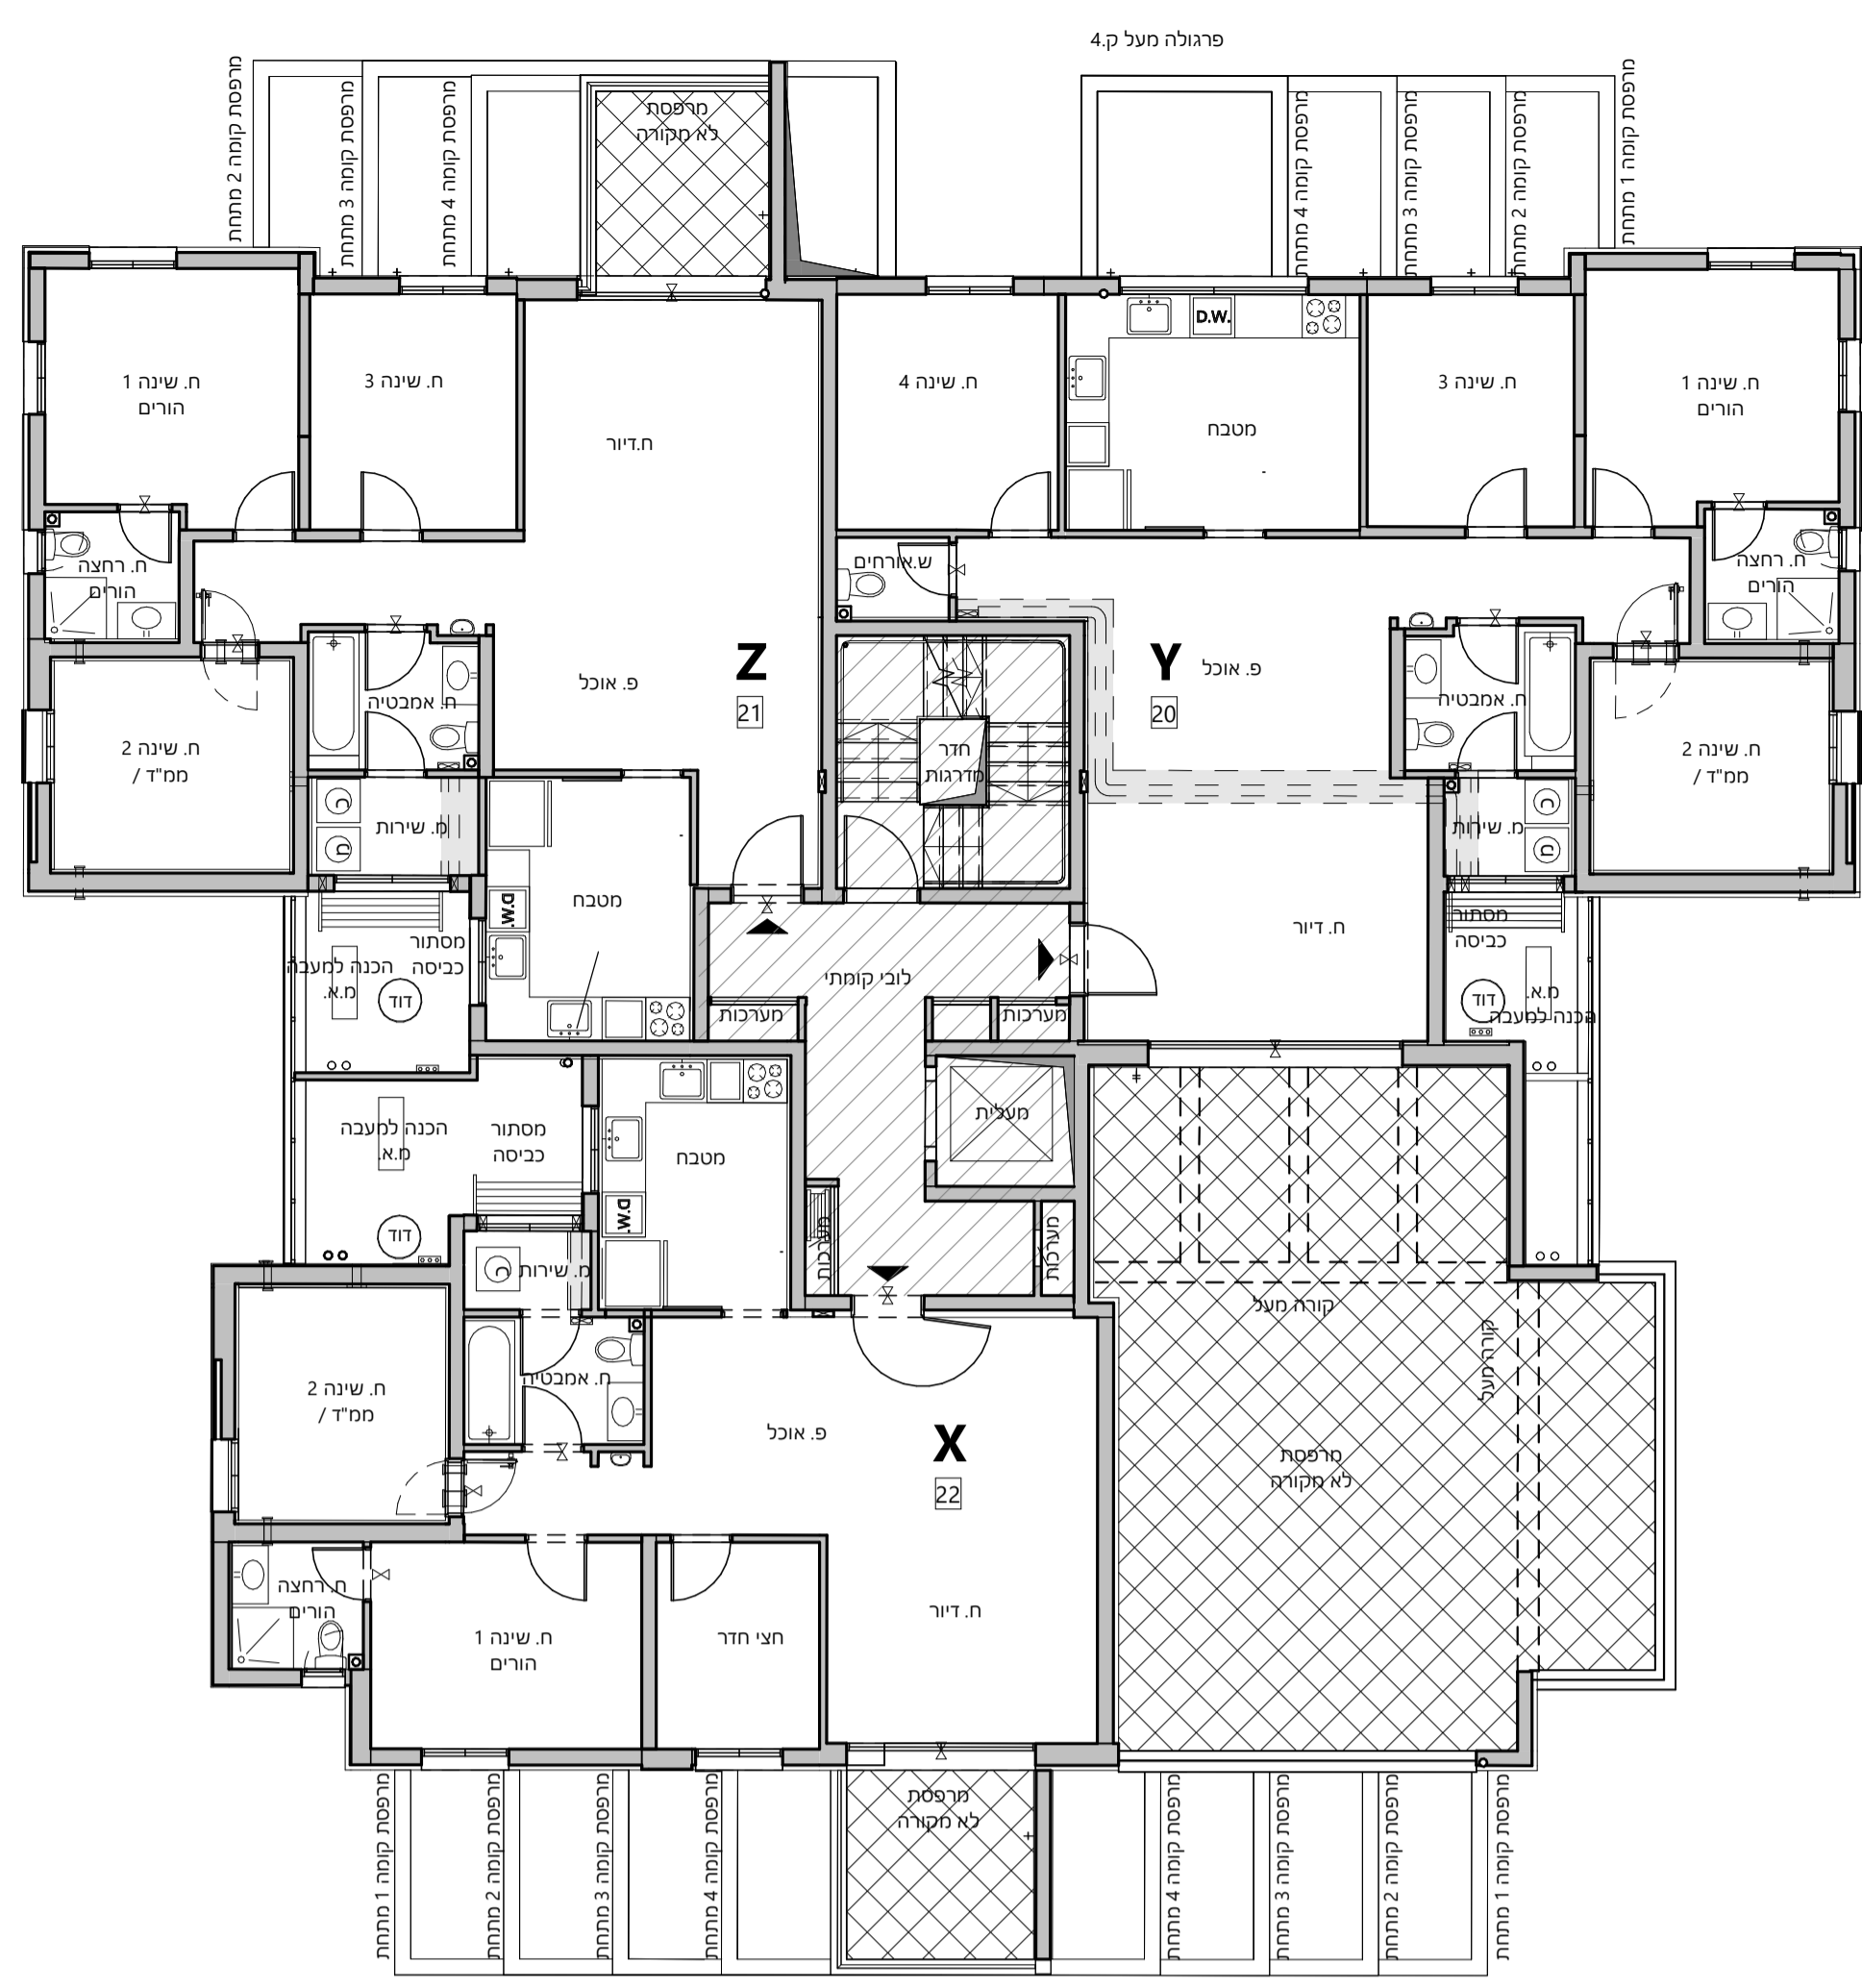 פרגולה מעל ק.4
מרפסת קומה 2 מתחת
מרפסת קומה 3 מתחת
מרפסת קומה 4 מתחת
מרפסת
לא מקורה
מרפסת קומה 4 מתחת
מרפסת קומה 3 מתחת
מרפסת קומה 2 מתחת
מרפסת קומה 1 מתחת
ח. שינה 1
הורים
ח. שינה 3
ח.דיור
ח. שינה 4
D.W.
מטבח
ח. שינה 3
ח. שינה 1
הורים
ח. רחצה
הורים
ש.אורחים
ח. רחצה
הורים
Z
21
פ. אוכל
Y
20
פ. אוכל
ח. אמבטיה
ח. אמבטיה
ח. שינה 2
/ ממ"ד
חדר
מדרגות
ח. שינה 2
/ ממ"ד
כ
מ
מ. שירות
מ. שירות
כ
מ
מטבח
D.W.
מסתור
כביסה
הכנה למעבה
מ.א.
דוד
לובי קומתי
מערכות
מערכות
ח. דיור
מסתור
כביסה
דוד
מ.א.
הכנה למעבה
הכנה למעבה
מ.א.
מסתור
כביסה
דוד
מטבח
D.W.
מעלית
מערכות
מערכות
כ
מ. שירות
קורה מעל
קורה מעל
ח. שינה 2
/ ממ"ד
ח. אמבטיה
פ. אוכל
X
22
מרפסת
לא מקורה
ח. רחצה
הורים
ח. שינה 1
הורים
חצי חדר
ח. דיור
מרפסת קומה 1 מתחת
מרפסת קומה 2 מתחת
מרפסת קומה 3 מתחת
מרפסת קומה 4 מתחת
מרפסת
לא מקורה
מרפסת קומה 4 מתחת
מרפסת קומה 3 מתחת
מרפסת קומה 2 מתחת
מרפסת קומה 1 מתחת